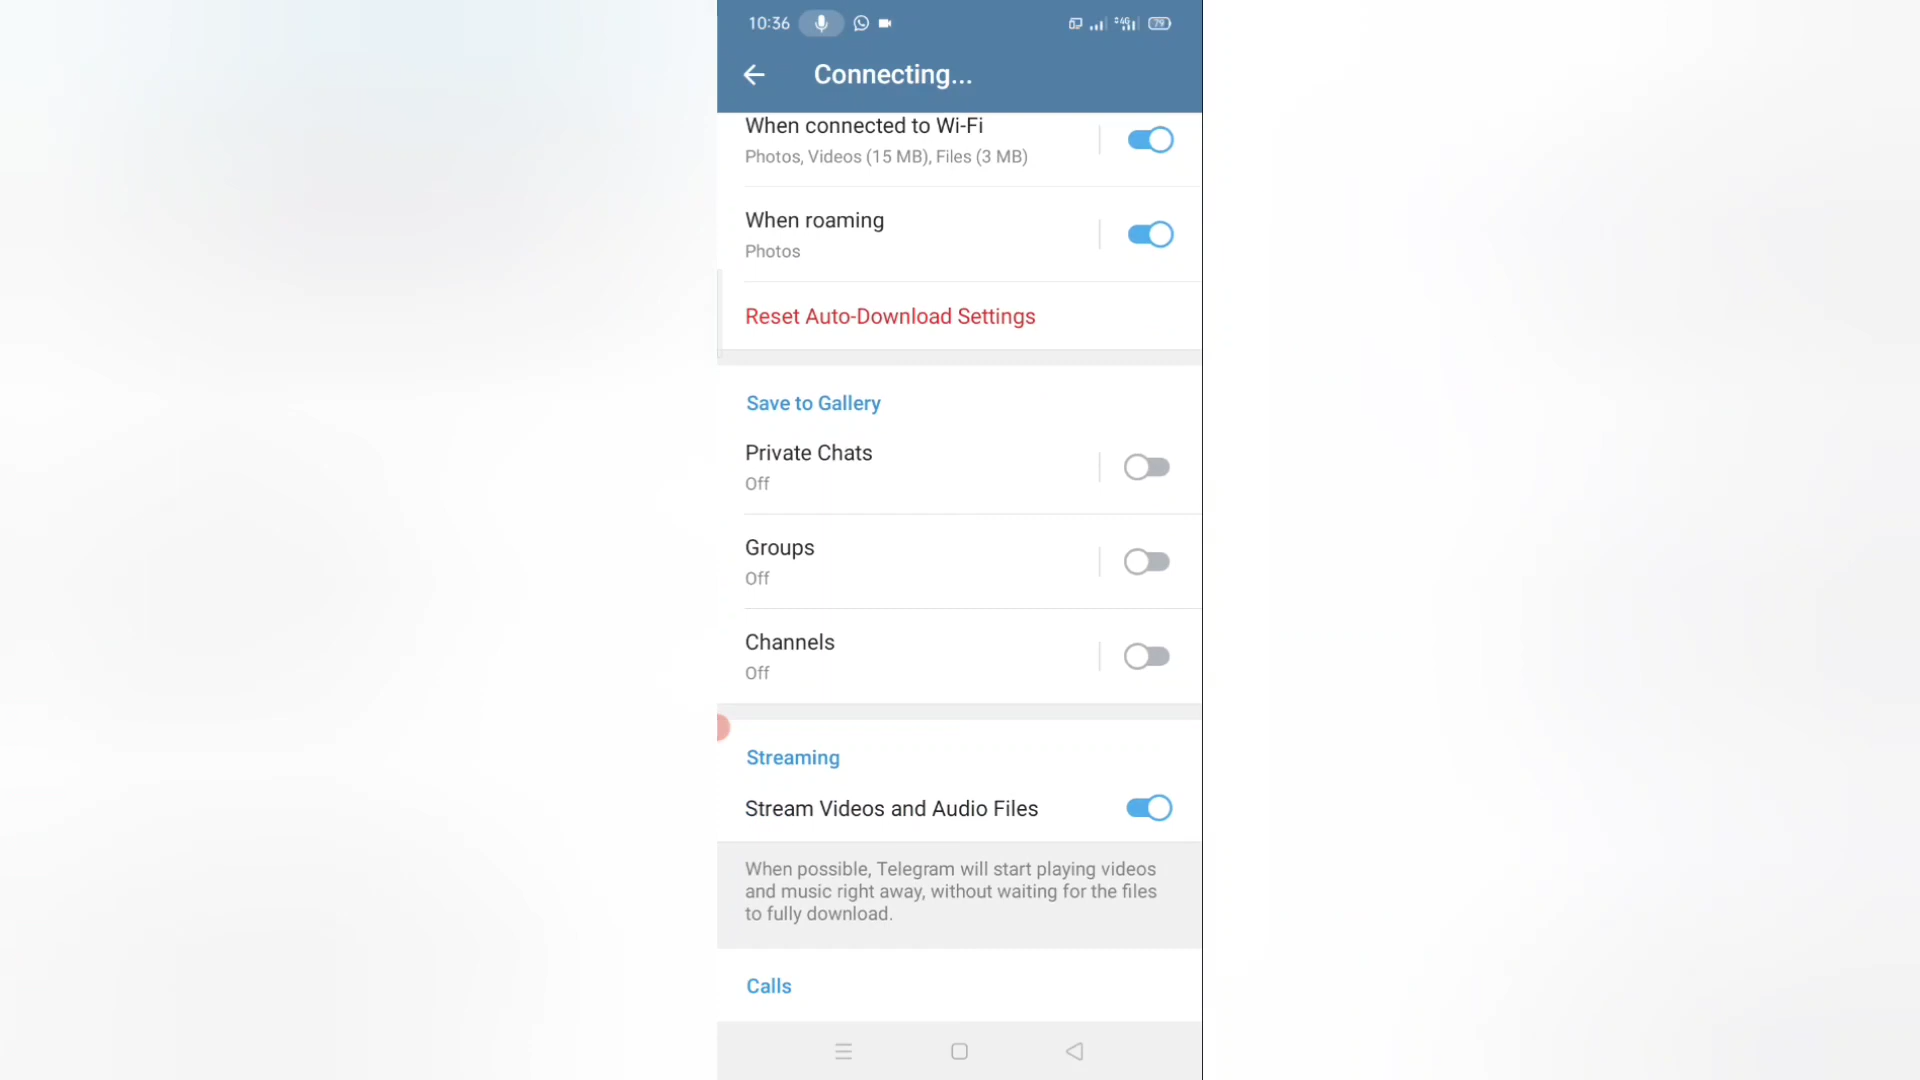 10:36
4G
79
Connecting...
When connected to Wi-Fi
Photos, Videos (15 MB), Files (3 MB)
When roaming
Photos
Reset Auto-Download Settings
Save to Gallery
Private Chats
Off
Groups
Off
Channels
Off
Streaming
Stream Videos and Audio Files
When possible, Telegram will start playing videos
and music right away, without waiting for the files
to fully download.
Calls